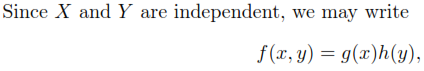 Since X and Y are independent, we may write
f(x, y) = g(x)h(y),